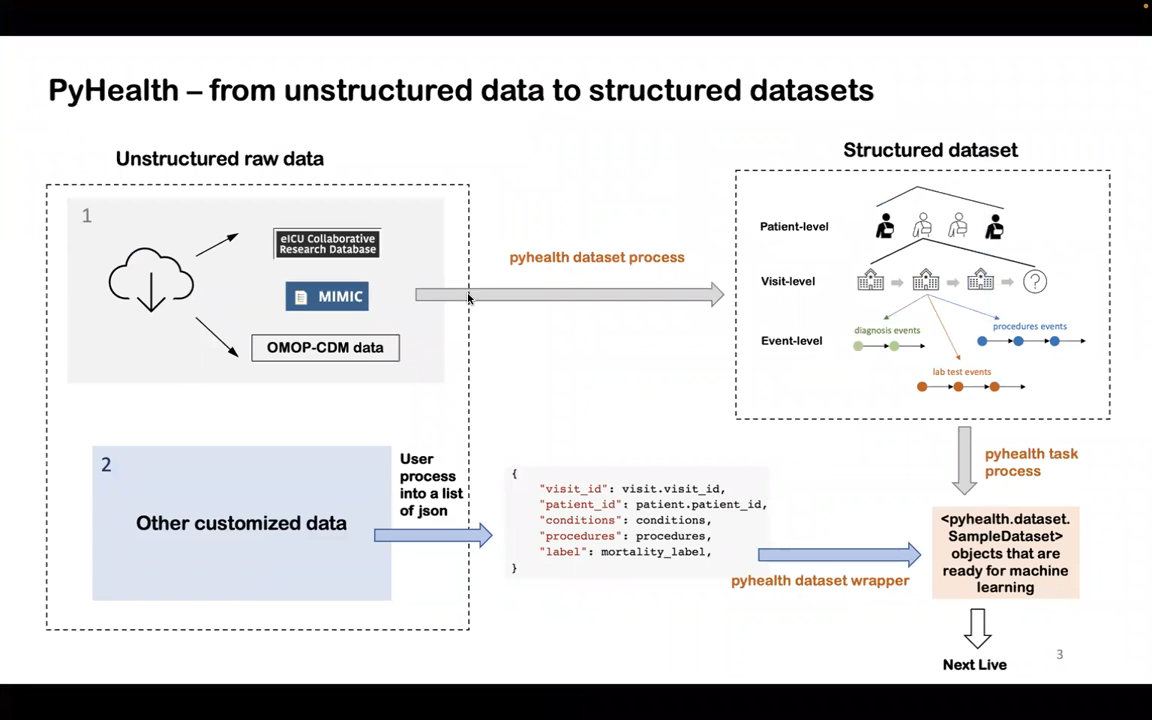 PyHealth – from unstructured data to structured datasets
Unstructured raw data
1
eICU Collaborative
Research Database
MIMIC
OMOP-CDM data
pyhealth dataset process
Structured dataset
Patient-level
Visit-level
?
Event-level
diagnosis events
procedures events
lab test events
2
Other customized data
User
process
into a list
of json
{
"visit_id": visit.visit_id,
"patient_id": patient.patient_id,
"conditions": conditions,
"procedures": procedures,
"label": mortality_label,
}
pyhealth dataset wrapper
pyhealth task
process
<pyhealth.dataset.
SampleDataset>
objects that are
ready for machine
learning
Next Live
3